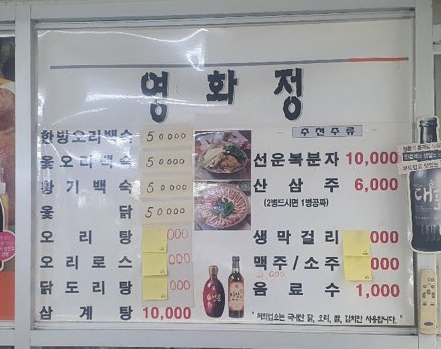 영화정
한방오리백숙 50.000
옻오리백숙 50.000
황기백숙 50.000
옻닭 50.000
오리탕 000
오리로스 000
닭도리탕 000
삼계탕 10,000
추천주류
선운복분자 10,000
산삼주 6,000
(2병드시면 1병공짜)
생막걸리 000
맥주/소주 000
음료수 1,000
" 저희업소는 국내산 닭, 오리, 쌀, 김치만 사용합니다. "